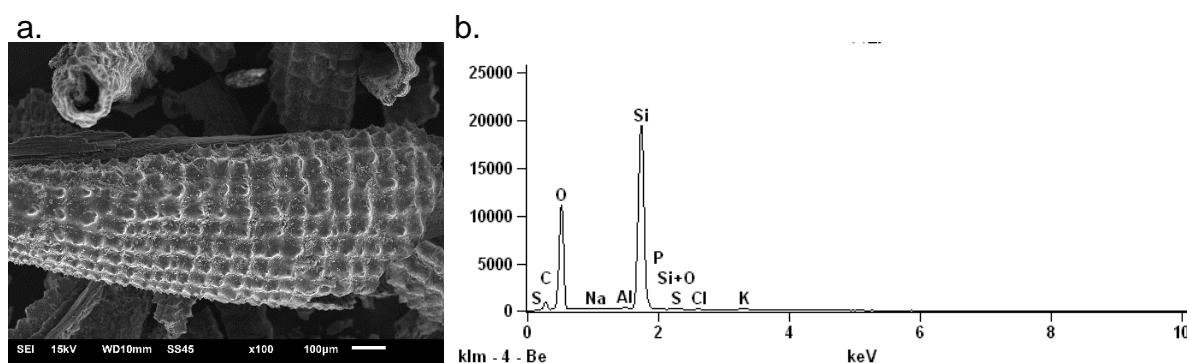 a.
b.
SEI 15kV WD10mm SS45 x100 100µm
25000
20000
15000
10000
5000
0
Si
O
P
C
Si+O
S Na Al S Cl K
0 2 4 6 8 10
klm - 4 - Be keV